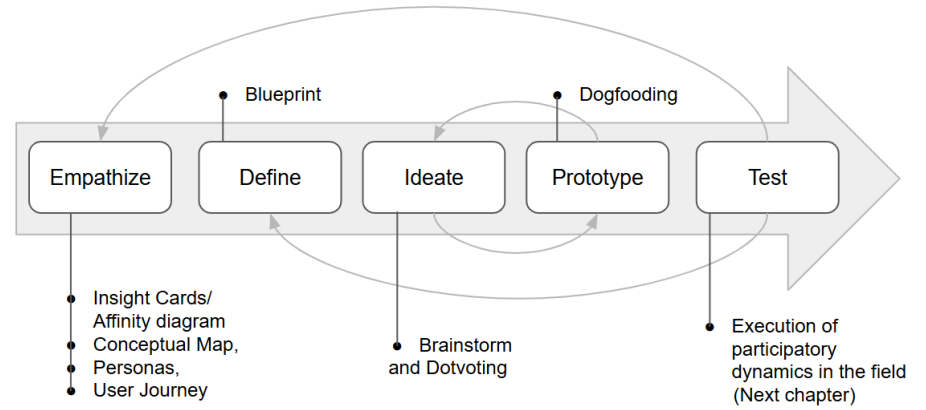 Blueprint
Dogfooding
Empathize
Define
Ideate
Prototype
Test
Insight Cards/
Affinity diagram
Conceptual Map,
Personas,
User Journey
Brainstorm
and Dotvoting
Execution of
participatory
dynamics in the field
(Next chapter)